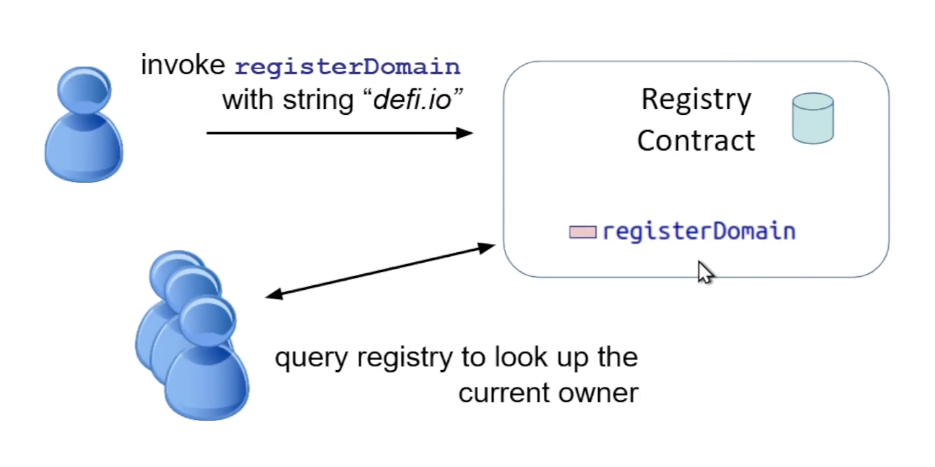 invoke registerDomain
with string “defi.io”
Registry
Contract
registerDomain
query registry to look up the
current owner